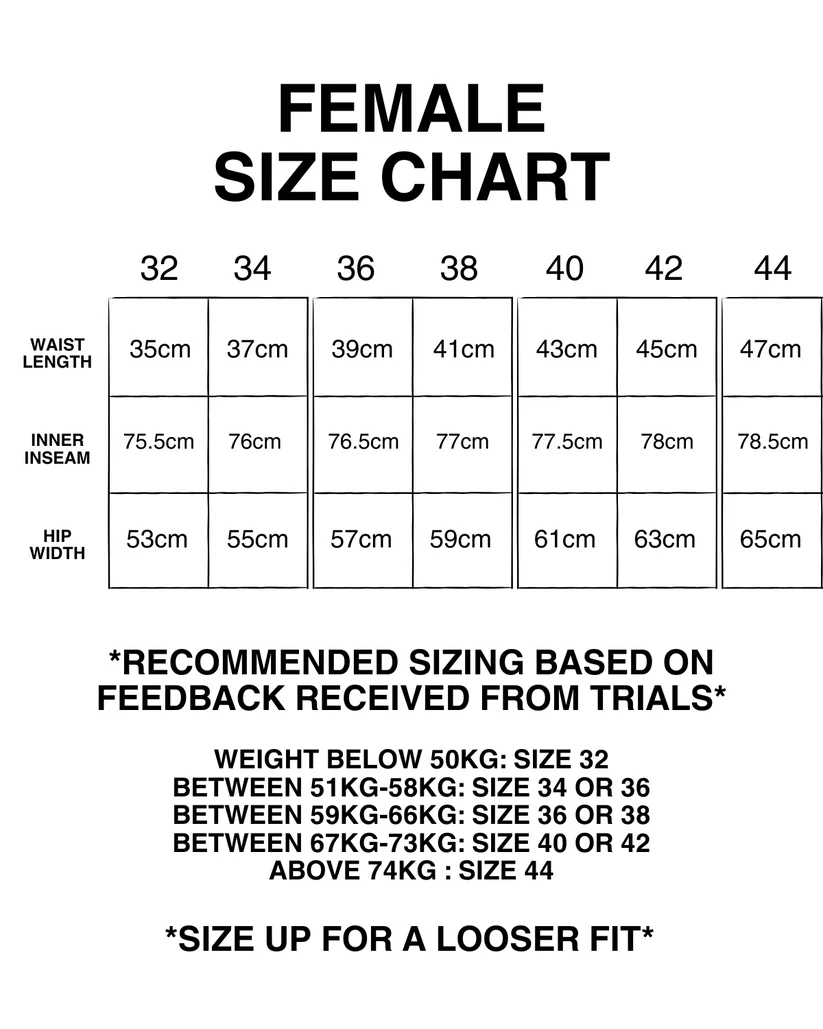 FEMALE
SIZE CHART
32 34 36 38 40 42 44
WAIST
LENGTH
35cm 37cm 39cm 41cm 43cm 45cm 47cm
INNER
INSEAM
75.5cm 76cm 76.5cm 77cm 77.5cm 78cm 78.5cm
HIP
WIDTH
53cm 55cm 57cm 59cm 61cm 63cm 65cm
*RECOMMENDED SIZING BASED ON
FEEDBACK RECEIVED FROM TRIALS*
WEIGHT BELOW 50KG: SIZE 32
BETWEEN 51KG-58KG: SIZE 34 OR 36
BETWEEN 59KG-66KG: SIZE 36 OR 38
BETWEEN 67KG-73KG: SIZE 40 OR 42
ABOVE 74KG : SIZE 44
*SIZE UP FOR A LOOSER FIT*